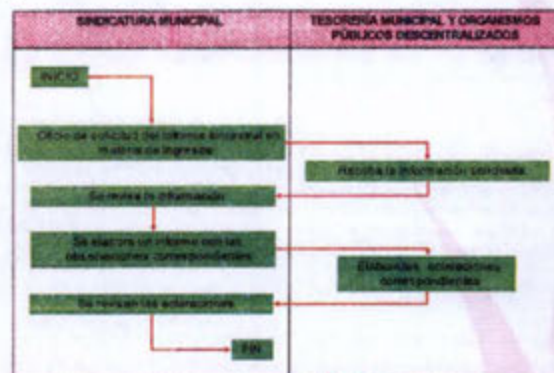 SINDICATURA MUNICIPAL
TESORERÍA MUNICIPAL Y ORGANISMOS
PÚBLICOS DESCENTRALIZADOS
INICIO
Oficio de solicitud del informe trimestral en
materia de ingresos
Recaba la información solicitada
Se revisa la información
Se elabora un informe con las
observaciones correspondientes
aclaraciones
correspondientes
Se revisan las aclaraciones
FIN